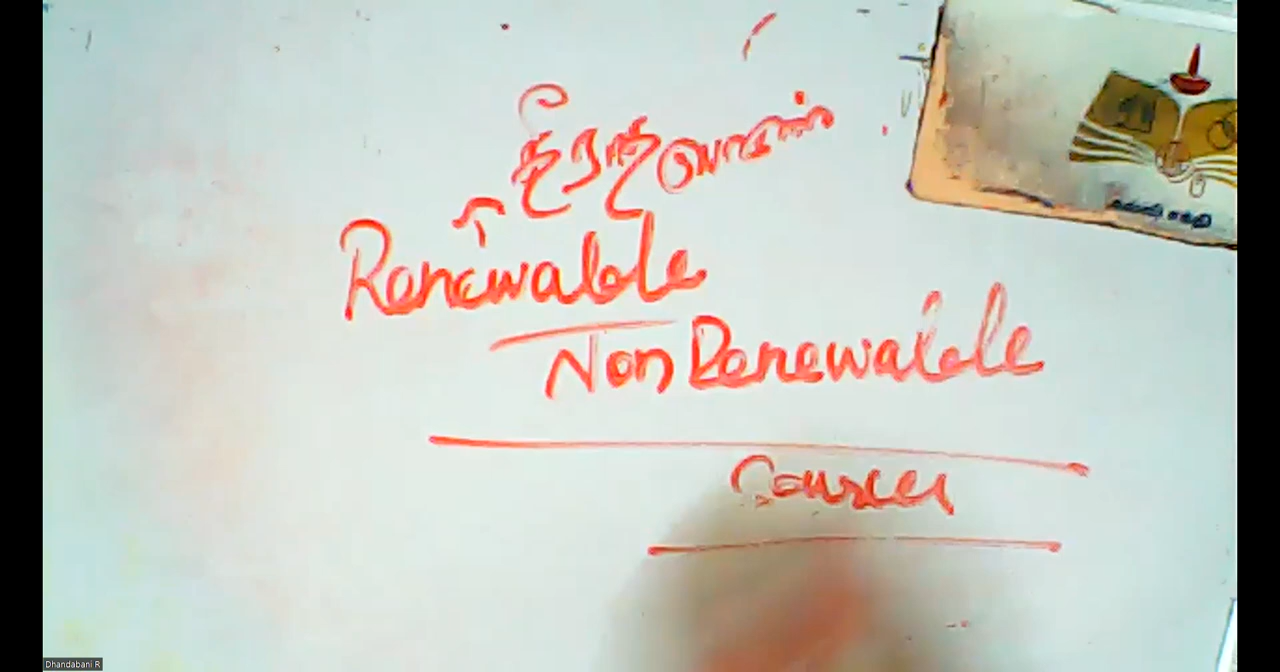 தீராத
Renewable
Non Renewable
Sources
Dhandabani R